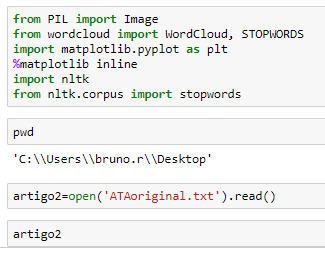 from PIL import Image
from wordcloud import WordCloud, STOPWORDS
import matplotlib.pyplot as plt
%matplotlib inline
import nltk
from nltk.corpus import stopwords
pwd
'C:\\Users\\bruno.r\\Desktop'
artigo2=open('ATAoriginal.txt').read()
artigo2